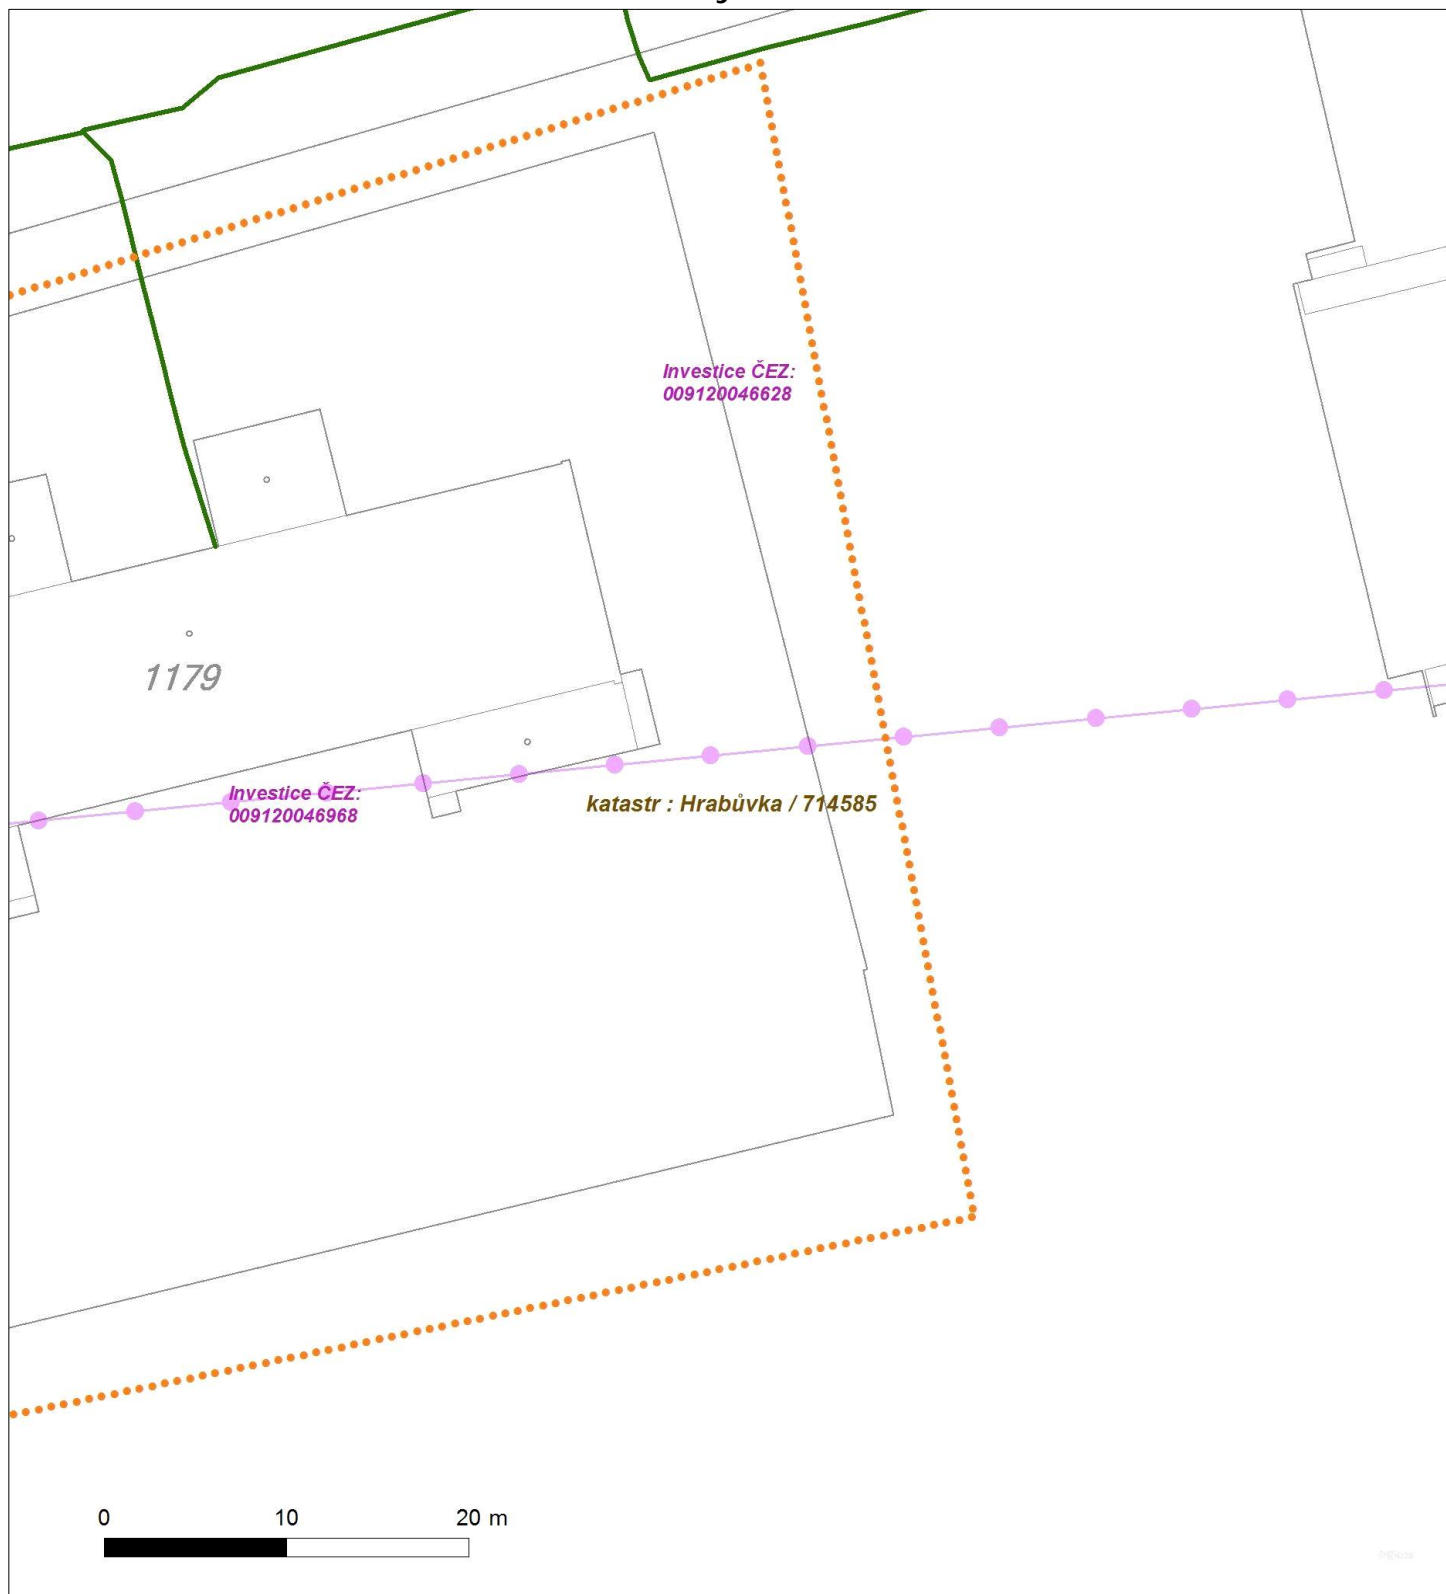 Investice ČEZ:
009120046628
1179
Investice ČEZ:
009120046968
katastr : Hrabůvka / 714585
0 10 20 m